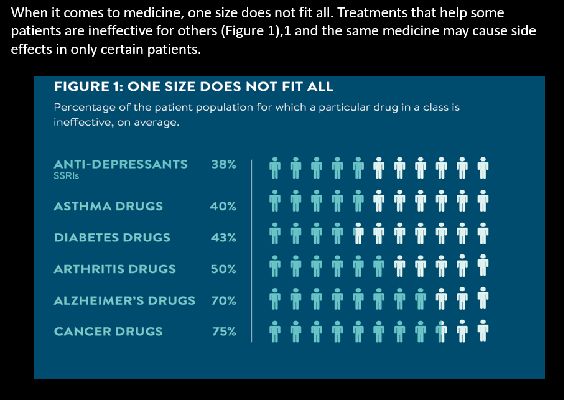 When it comes to medicine, one size does not fit all. Treatments that help some
patients are ineffective for others (Figure 1),1 and the same medicine may cause side
effects in only certain patients.
FIGURE 1: ONE SIZE DOES NOT FIT ALL
Percentage of the patient population for which a particular drug in a class is
ineffective, on average.
ANTI-DEPRESSANTS 38%
SSRIs
ASTHMA DRUGS 40%
DIABETES DRUGS 43%
ARTHRITIS DRUGS 50%
ALZHEIMER'S DRUGS 70%
CANCER DRUGS 75%